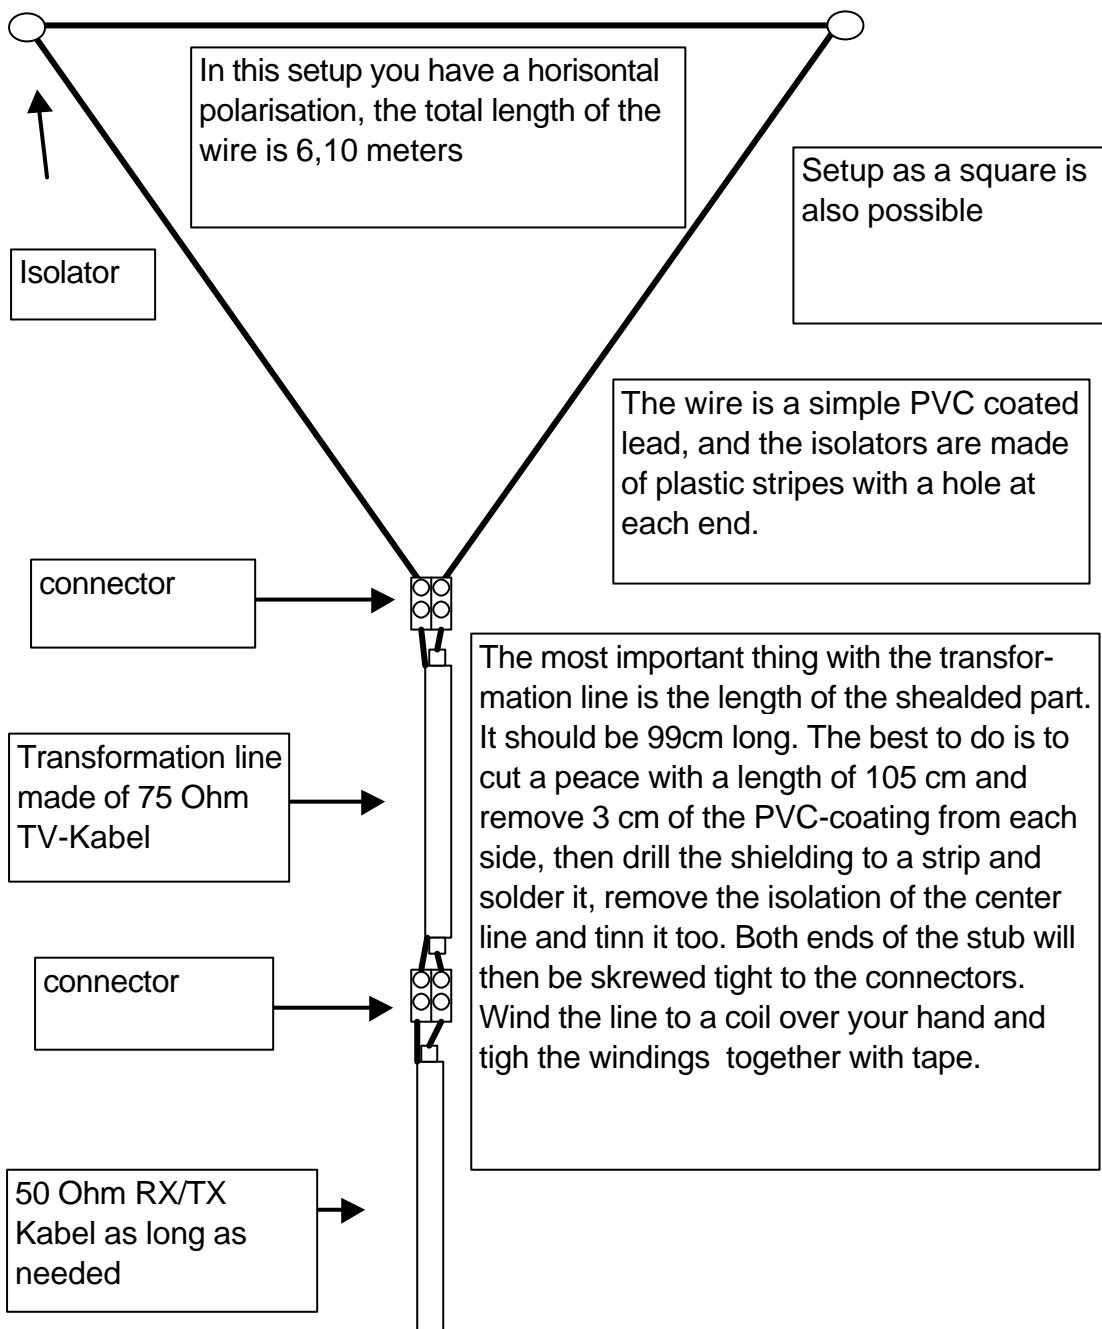 In this setup you have a horisontal
polarisation, the total length of the
wire is 6,10 meters
Setup as a square is
also possible
Isolator
The wire is a simple PVC coated
lead, and the isolators are made
of plastic stripes with a hole at
each end.
connector
The most important thing with the transfor-
mation line is the length of the shealded part.
It should be 99cm long. The best to do is to
cut a peace with a length of 105 cm and
remove 3 cm of the PVC-coating from each
side, then drill the shielding to a strip and
solder it, remove the isolation of the center
line and tinn it too. Both ends of the stub will
then be skrewed tight to the connectors.
Wind the line to a coil over your hand and
tigh the windings  together with tape.
Transformation line
made of 75 Ohm
TV-Kabel
connector
50 Ohm RX/TX
Kabel as long as
needed